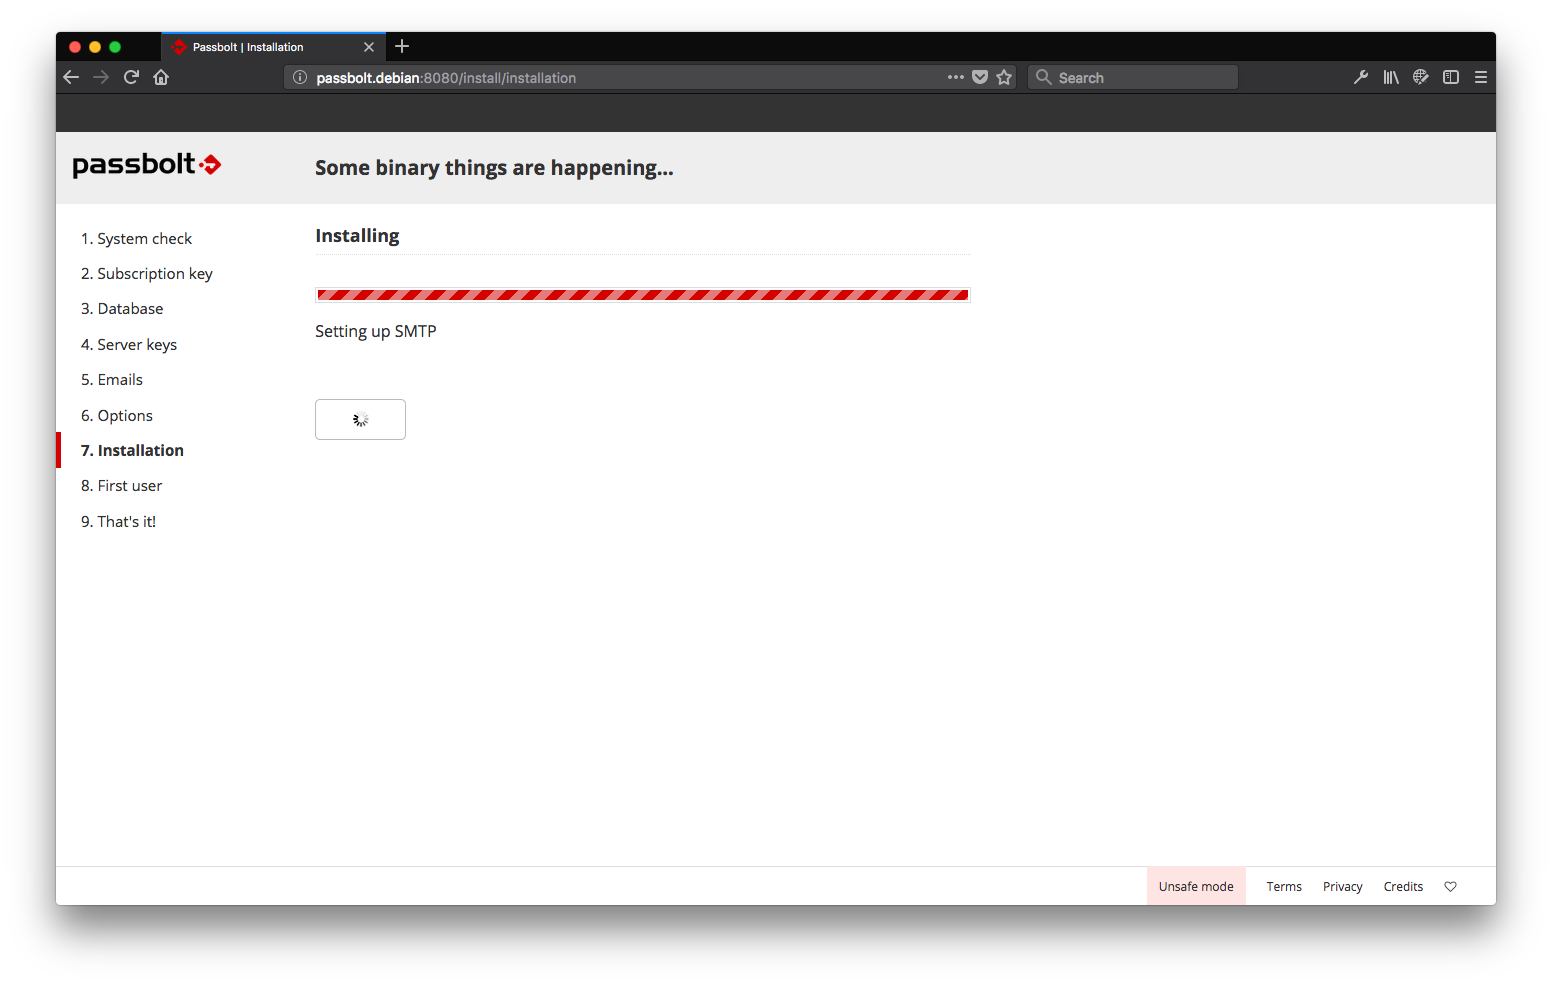 Passbolt | Installation
passbolt.debian:8080/install/installation
Search
passbolt
Some binary things are happening...
1. System check
2. Subscription key
3. Database
4. Server keys
5. Emails
6. Options
7. Installation
8. First user
9. That's it!
Installing
Setting up SMTP
Unsafe mode
Terms
Privacy
Credits